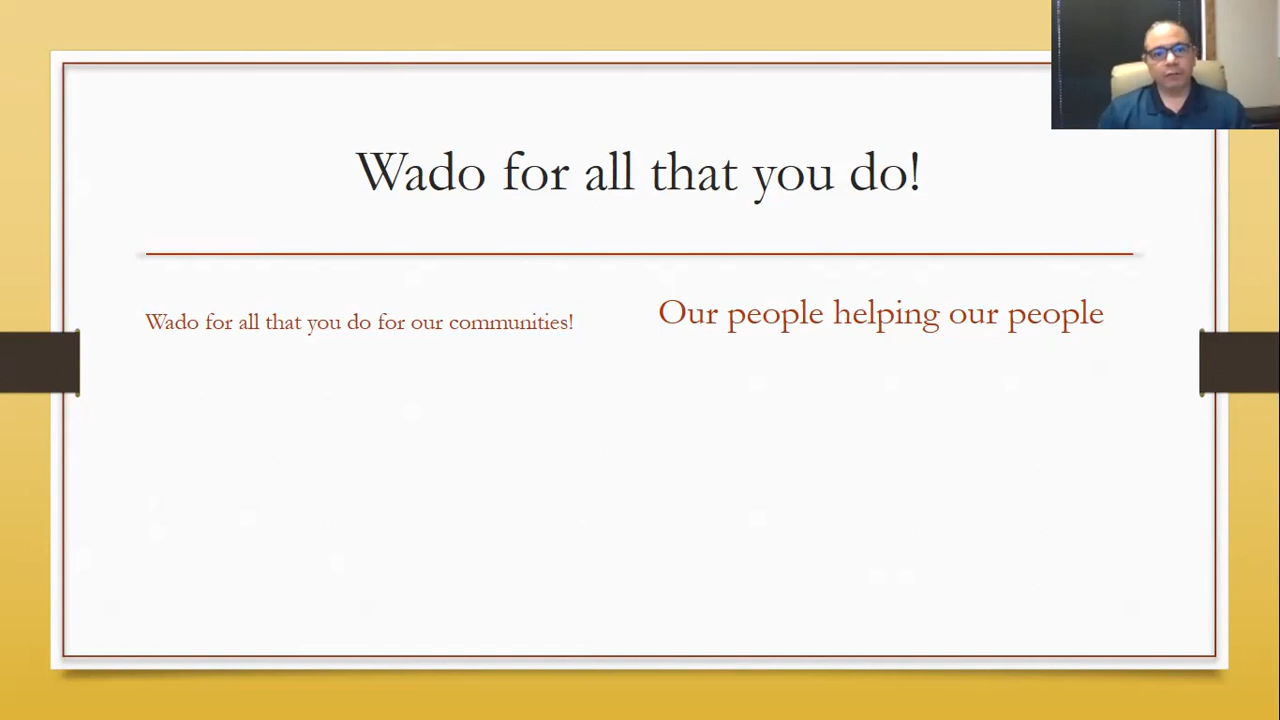 Wado for all that you do!
Wado for all that you do for our communities!
Our people helping our people